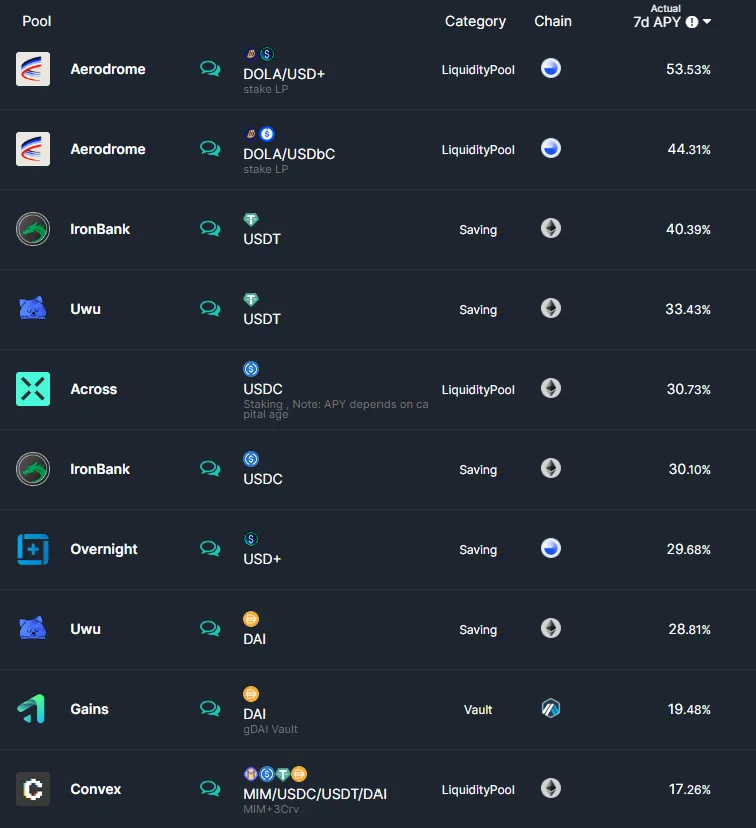 Actual
Pool Category Chain 7d APY
Aerodrome DOLA/USD+ LiquidityPool 53.53%
stake LP
Aerodrome DOLA/USDbC LiquidityPool 44.31%
stake LP
IronBank USDT Saving 40.39%
Uwu USDT Saving 33.43%
Across USDC LiquidityPool 30.73%
Staking , Note: APY depends on ca
pital age
IronBank USDC Saving 30.10%
Overnight USD+ Saving 29.68%
Uwu DAI Saving 28.81%
Gains DAI Vault 19.48%
gDAI Vault
Convex MIM/USDC/USDT/DAI LiquidityPool 17.26%
MIM+3Crv